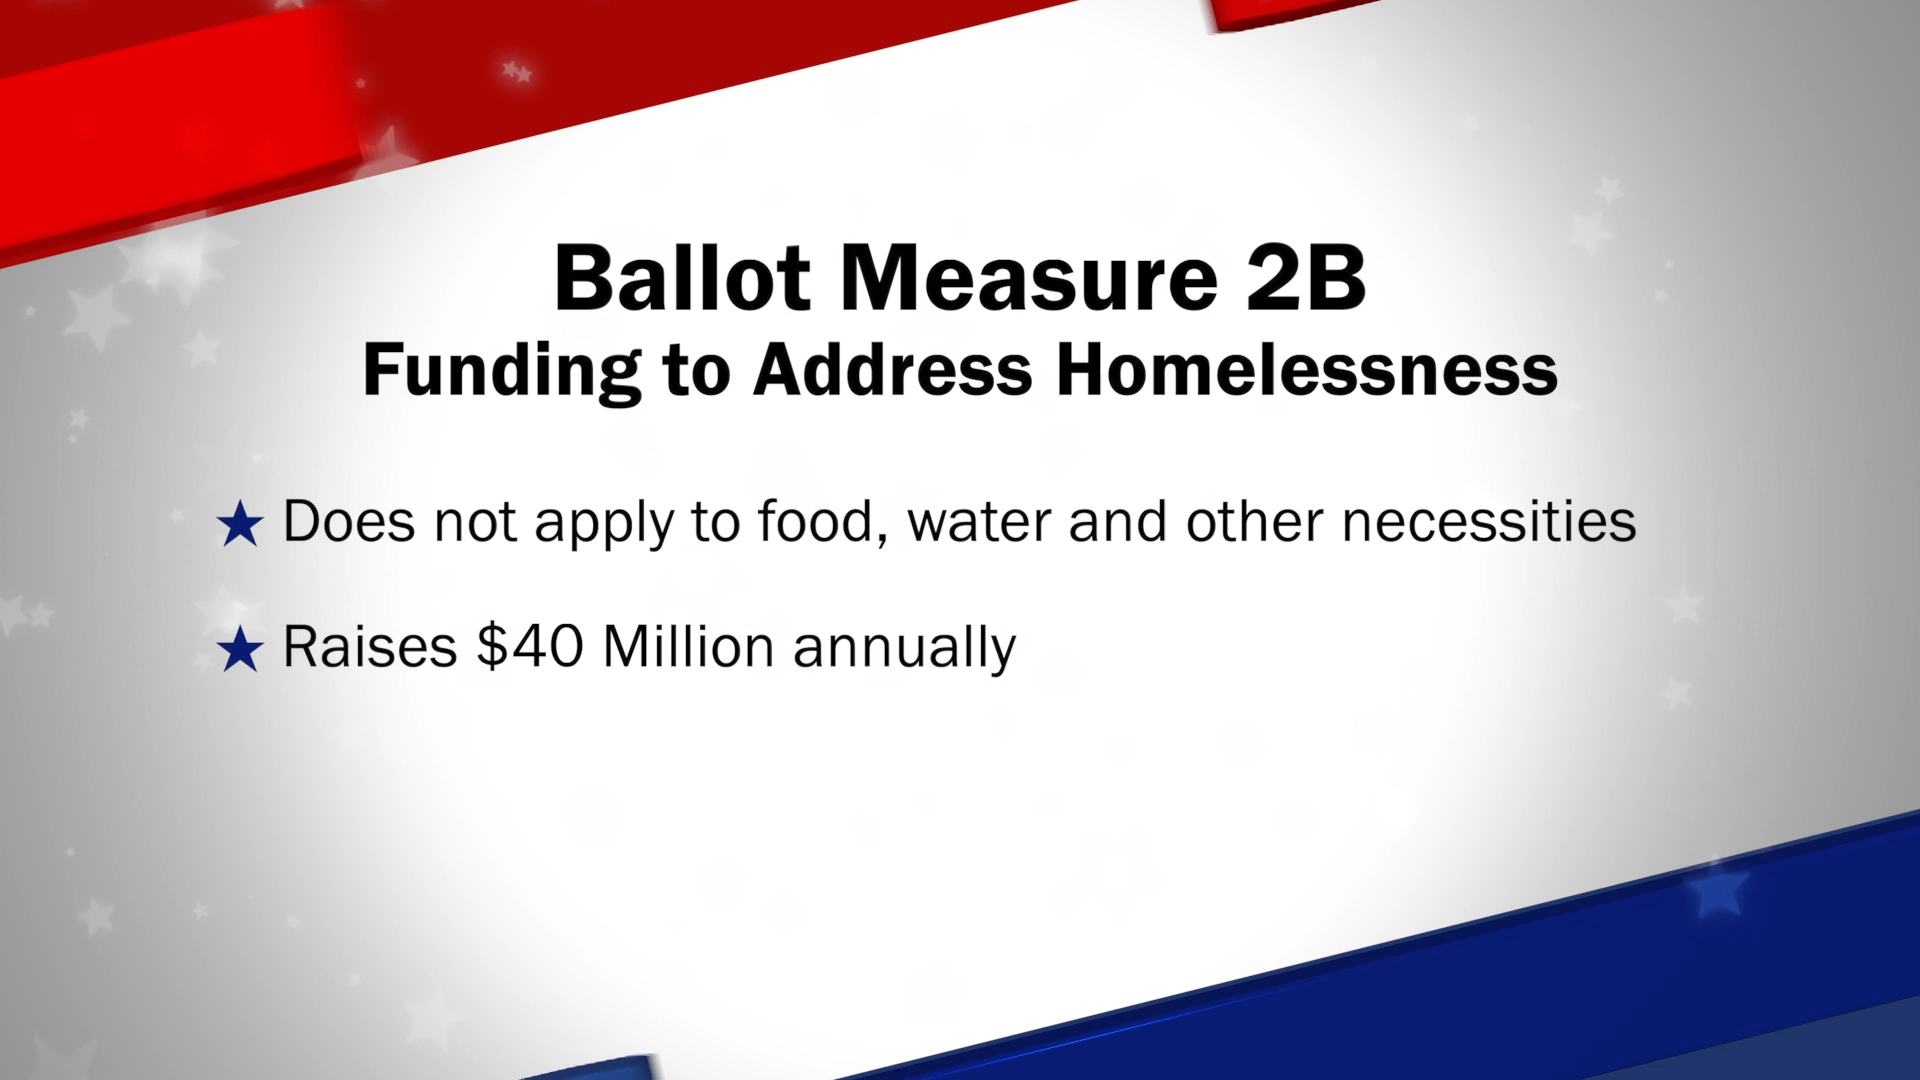 Ballot Measure 2B
Funding to Address Homelessness
Does not apply to food, water and other necessities
Raises $40 Million annually